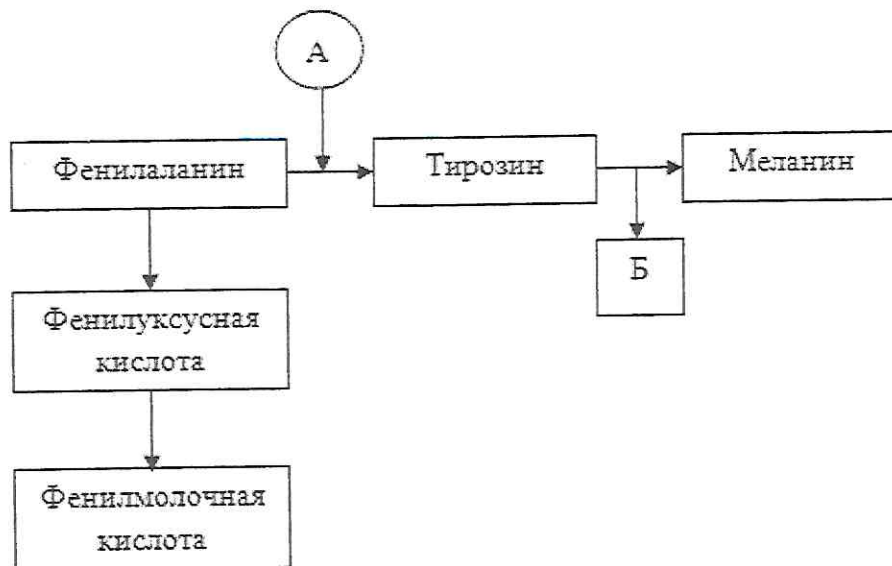 А
Фенилаланин
Тирозин
Меланин
Б
Фенилуксусная
кислота
Фенилмолочная
кислота